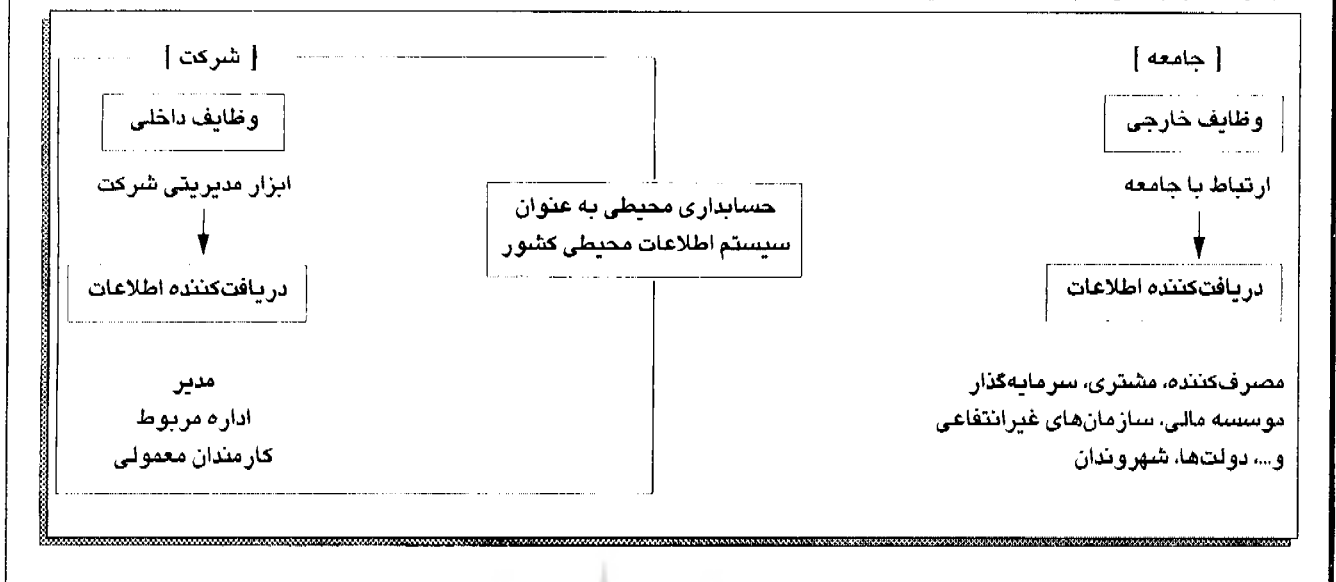 [ جامعه ]
وظایف خارجی
ارتباط با جامعه
دریافت‌کننده اطلاعات
مصرف‌کننده، مشتری، سرمایه‌گذار
موسسه مالی، سازمان‌های غیرانتفاعی
و...، دولت‌ها، شهروندان
حسابداری محیطی به عنوان
سیستم اطلاعات محیطی کشور
[ شرکت ]
وظایف داخلی
ابزار مدیریتی شرکت
دریافت‌کننده اطلاعات
مدیر
اداره مربوط
کارمندان معمولی